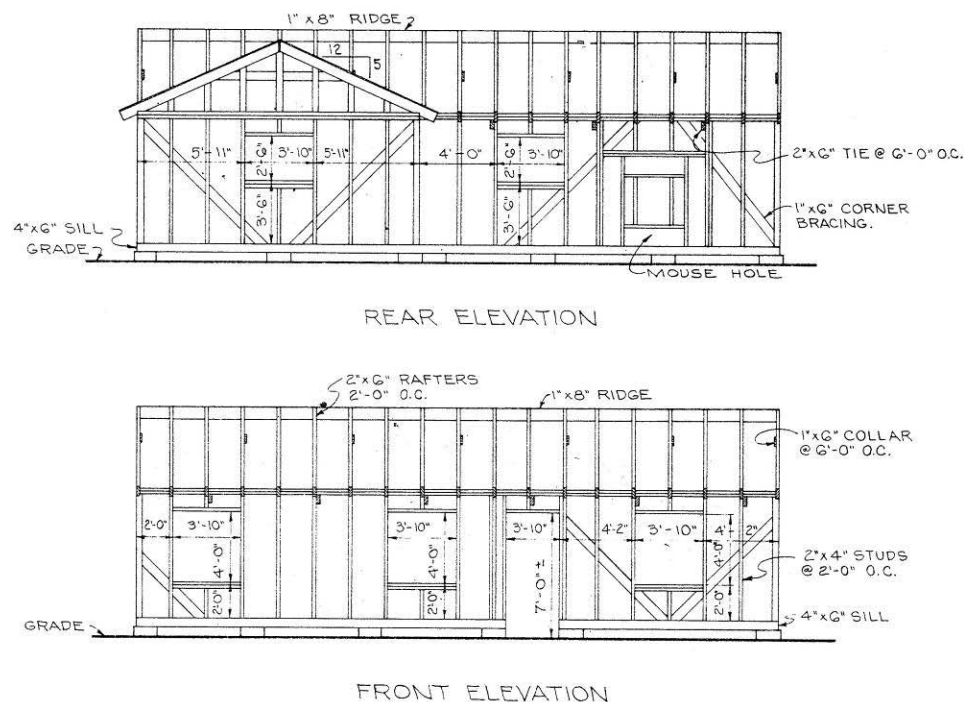 1" x 8" RIDGE
12
5
5'-11"
2'-6"
3'-10"
5'-11"
4'-0"
2'-6"
3'-10"
2"x6" TIE @ 6'-0" O.C.
3'-6"
3'-6"
1"x6" CORNER
BRACING.
4"x6" SILL
GRADE
MOUSE HOLE
REAR ELEVATION
2"x6" RAFTERS
2'-0" O.C.
1"x8" RIDGE
1"x6" COLLAR
@ 6'-0" O.C.
2'-0"
3'-10"
3'-10"
3'-10"
4'-2"
3'-10"
4'-2"
4'-0"
4'-0"
4'-0"
2'-0"
2'-0"
7'-0" ±
2'-0"
2"x4" STUDS
@ 2'-0" O.C.
4"x6" SILL
GRADE
FRONT ELEVATION